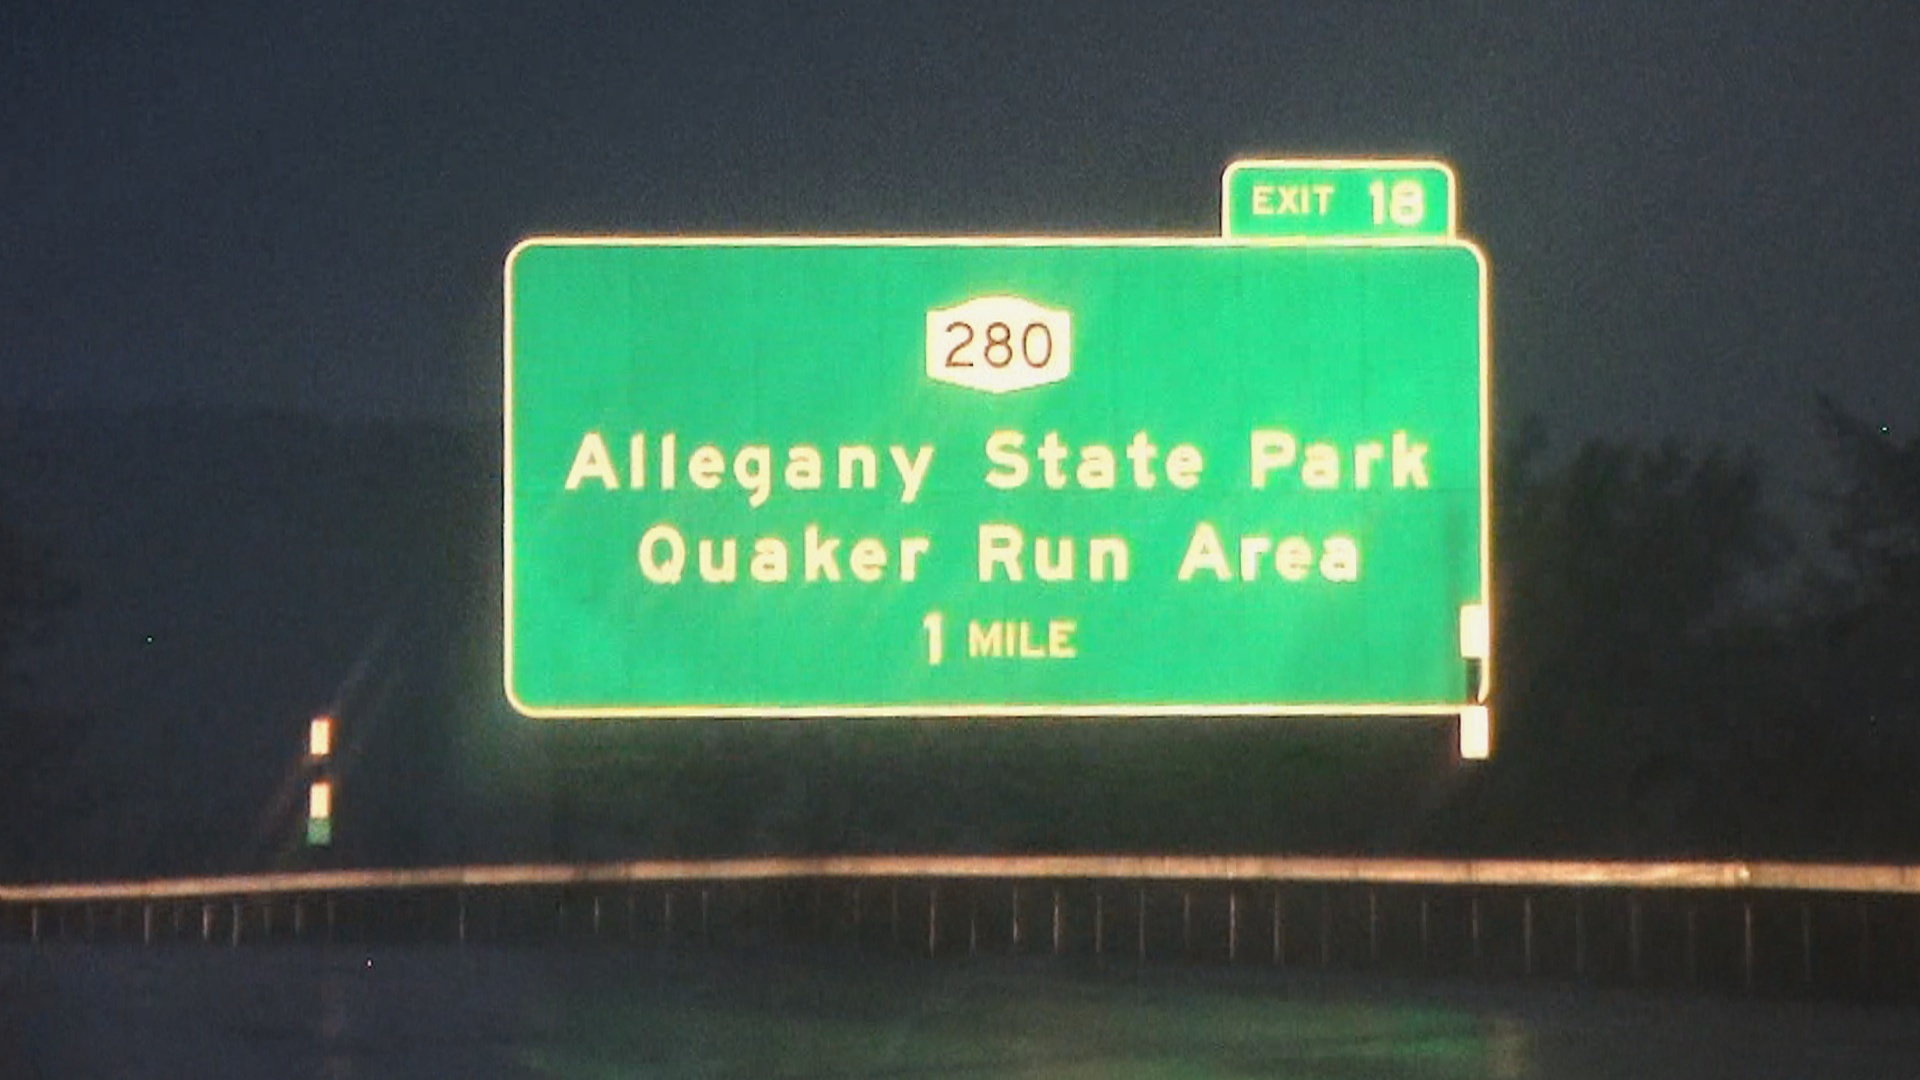 EXIT 18
280
Allegany State Park
Quaker Run Area
1 MILE